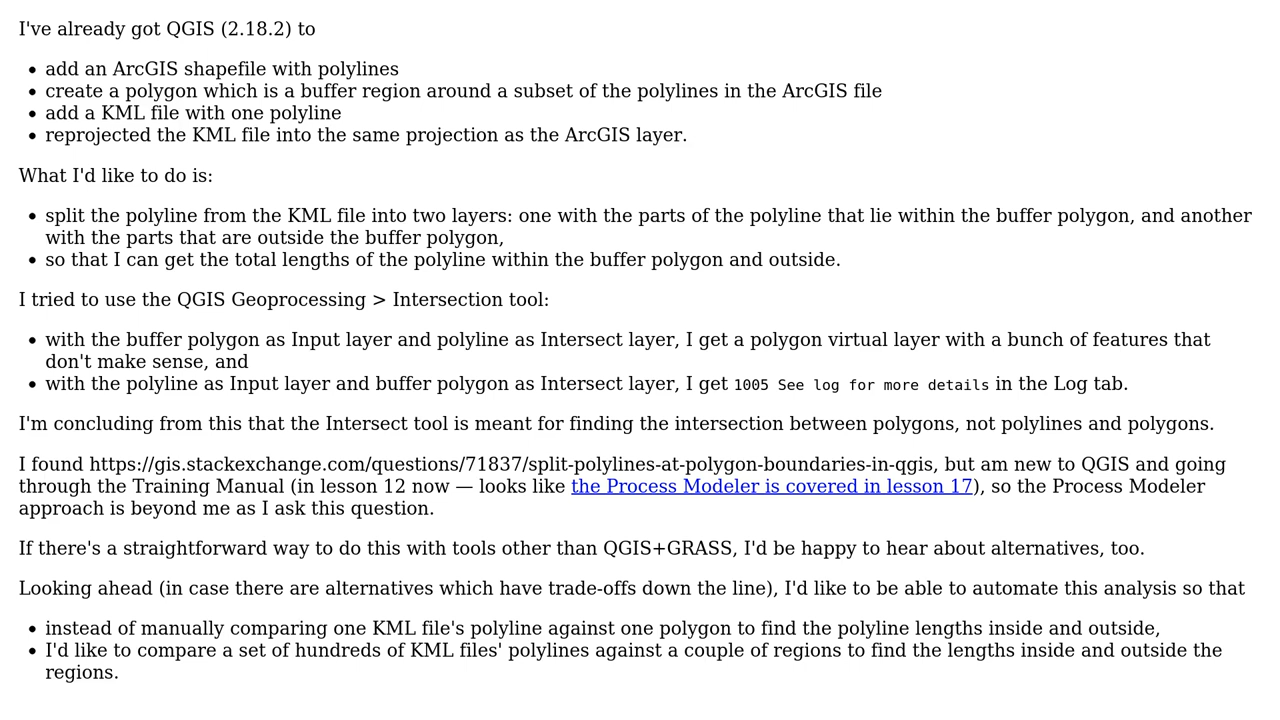 I've already got QGIS (2.18.2) to
• add an ArcGIS shapefile with polylines
• create a polygon which is a buffer region around a subset of the polylines in the ArcGIS file
• add a KML file with one polyline
• reprojected the KML file into the same projection as the ArcGIS layer.
What I'd like to do is:
• split the polyline from the KML file into two layers: one with the parts of the polyline that lie within the buffer polygon, and another
with the parts that are outside the buffer polygon,
• so that I can get the total lengths of the polyline within the buffer polygon and outside.
I tried to use the QGIS Geoprocessing > Intersection tool:
• with the buffer polygon as Input layer and polyline as Intersect layer, I get a polygon virtual layer with a bunch of features that
don't make sense, and
• with the polyline as Input layer and buffer polygon as Intersect layer, I get 1005 See log for more details in the Log tab.
I'm concluding from this that the Intersect tool is meant for finding the intersection between polygons, not polylines and polygons.
I found https://gis.stackexchange.com/questions/71837/split-polylines-at-polygon-boundaries-in-qgis, but am new to QGIS and going
through the Training Manual (in lesson 12 now — looks like the Process Modeler is covered in lesson 17), so the Process Modeler
approach is beyond me as I ask this question.
If there's a straightforward way to do this with tools other than QGIS+GRASS, I'd be happy to hear about alternatives, too.
Looking ahead (in case there are alternatives which have trade-offs down the line), I'd like to be able to automate this analysis so that
• instead of manually comparing one KML file's polyline against one polygon to find the polyline lengths inside and outside,
• I'd like to compare a set of hundreds of KML files' polylines against a couple of regions to find the lengths inside and outside the
regions.